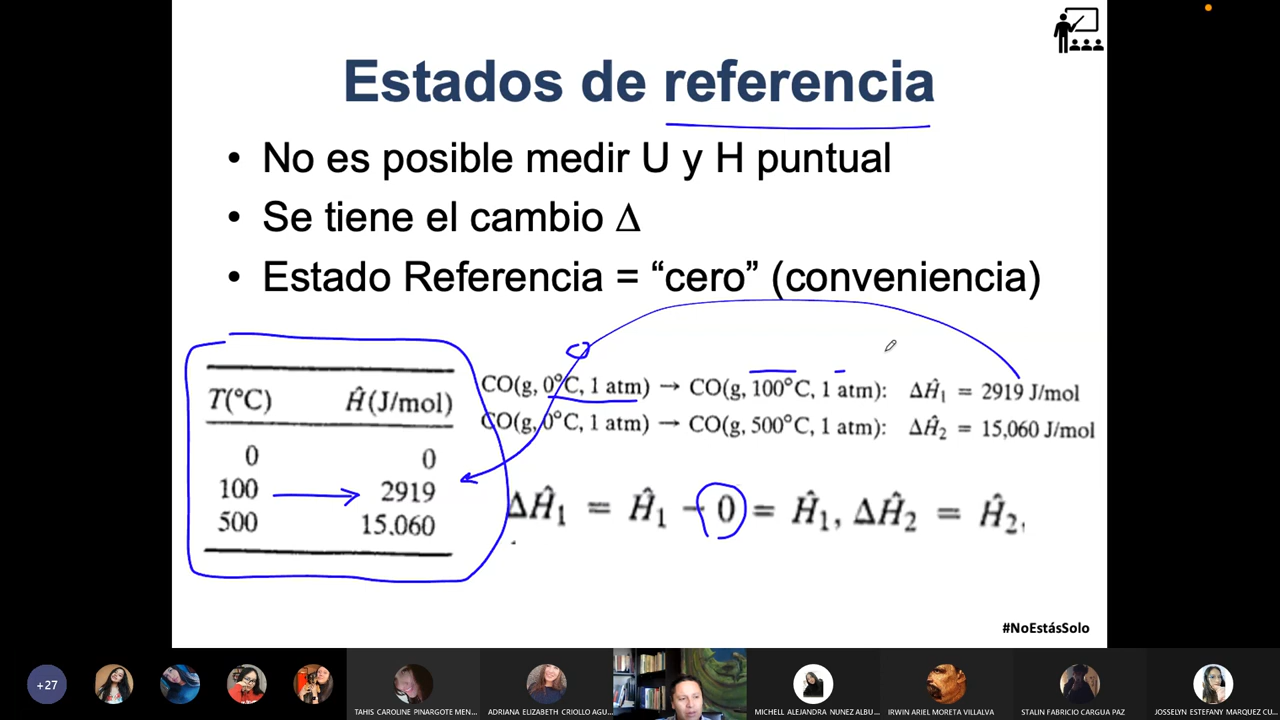 Estados de referencia
• No es posible medir U y H puntual
• Se tiene el cambio Δ
• Estado Referencia = “cero” (conveniencia)
T(°C) Ĥ(J/mol)
0 0
100 2919
500 15.060
CO(g, 0°C, 1 atm) → CO(g, 100°C, 1 atm): ΔĤ₁ = 2919 J/mol
CO(g, 0°C, 1 atm) → CO(g, 500°C, 1 atm): ΔĤ₂ = 15,060 J/mol
ΔĤ₁ = Ĥ₁ − 0 = Ĥ₁, ΔĤ₂ = Ĥ₂,
#NoEstásSolo
+27
TAHIS CAROLINE PINARGOTE MEN...
ADRIANA ELIZABETH CRIOLLO AGU...
MICHELL ALEJANDRA NUNEZ ALBU...
IRWIN ARIEL MORETA VILLALVA
STALIN FABRICIO CARGUA PAZ
JOSSELYN ESTEFANY MARQUEZ CU...